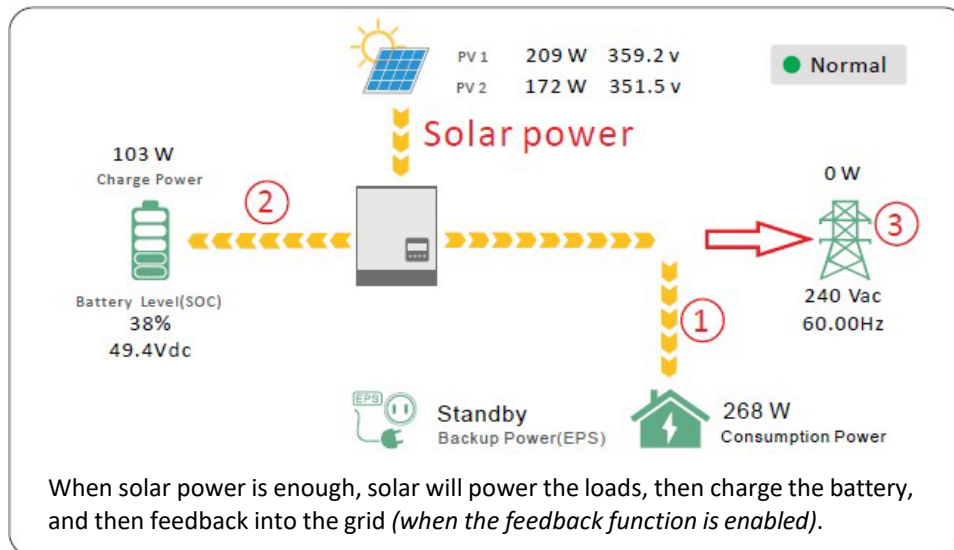 PV 1 209 W 359.2 v
PV 2 172 W 351.5 v
Normal
Solar power
103 W
Charge Power
0 W
2
3
Battery Level(SOC)
38%
49.4Vdc
240 Vac
60.00Hz
1
EPS
Standby
Backup Power(EPS)
268 W
Consumption Power
When solar power is enough, solar will power the loads, then charge the battery,
and then feedback into the grid (when the feedback function is enabled).